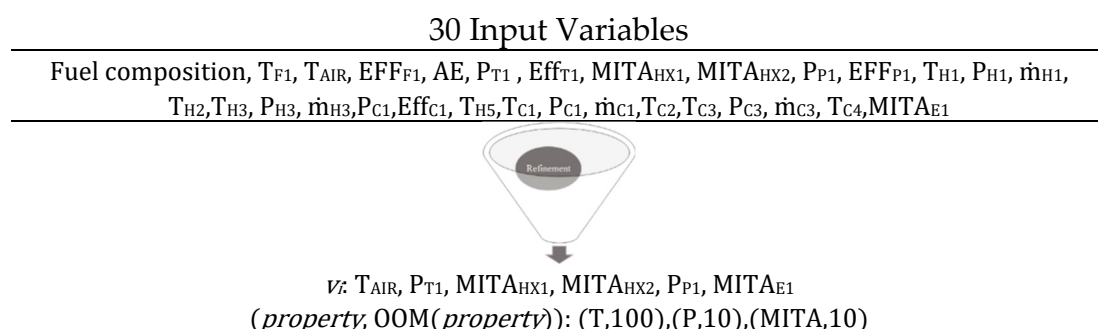 30 Input Variables
Fuel composition, TF1, TAIR, EFFF1, AE, PT1 , EffT1, MITAHX1, MITAHX2, PP1, EFFP1, TH1, PH1, ṁH1,
TH2,TH3, PH3, ṁH3,PC1,EffC1, TH5,TC1, PC1, ṁC1,TC2,TC3, PC3, ṁC3, TC4,MITAE1
Refinement
vi: TAIR, PT1, MITAHX1, MITAHX2, PP1, MITAE1
(property, OOM(property)): (T,100),(P,10),(MITA,10)